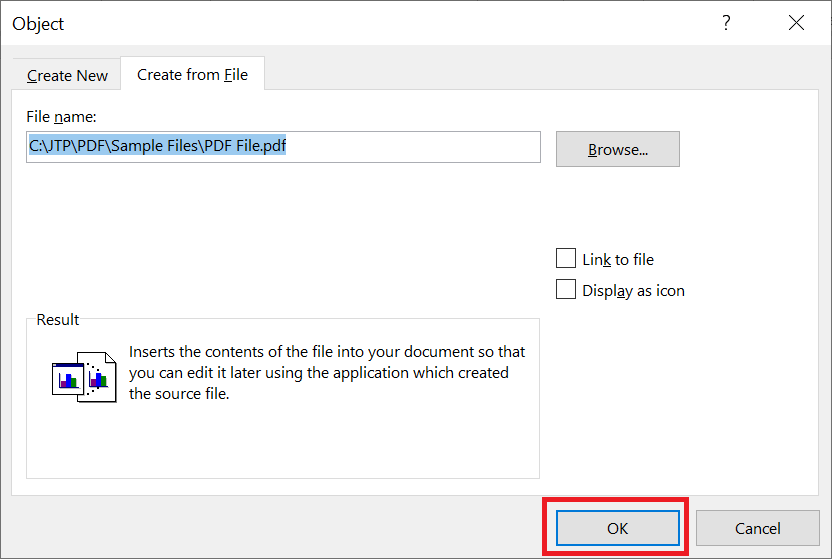 Object
?
Create New
Create from File
File name:
C:\JTP\PDF\Sample Files\PDF File.pdf
Browse...
Link to file
Display as icon
Result
Inserts the contents of the file into your document so that
you can edit it later using the application which created
the source file.
OK
Cancel